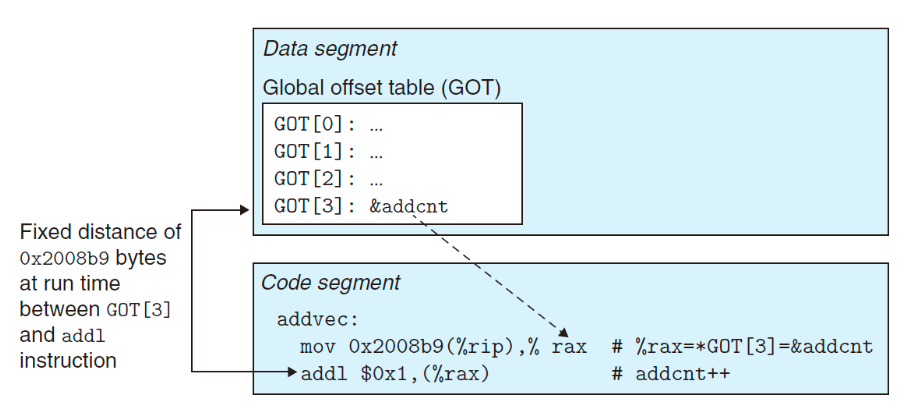 Data segment
Global offset table (GOT)
GOT[0]: …
GOT[1]: …
GOT[2]: …
GOT[3]: &addcnt
Fixed distance of
0x2008b9 bytes
at run time
between GOT[3]
and addl
instruction
Code segment
addvec:
mov 0x2008b9(%rip),% rax # %rax=*GOT[3]=&addcnt
addl $0x1,(%rax) # addcnt++